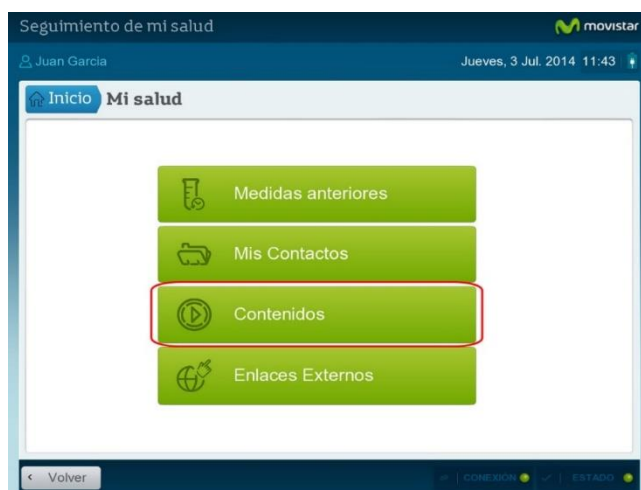 Seguimiento de mi salud
movistar
Juan Garcia
Jueves, 3 Jul. 2014 11:43
Inicio Mi salud
Medidas anteriores
Mis Contactos
Contenidos
Enlaces Externos
Volver
CONEXIÓN
ESTADO